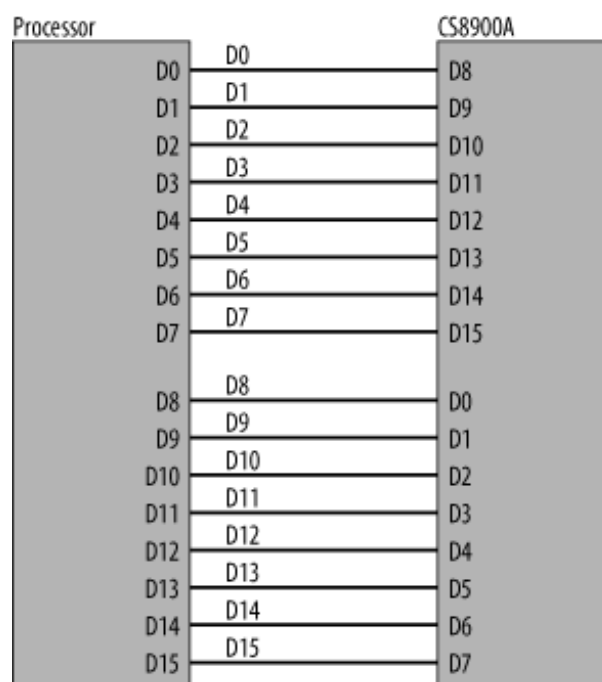 Processor CS8900A
D0 D0 D8
D1 D1 D9
D2 D2 D10
D3 D3 D11
D4 D4 D12
D5 D5 D13
D6 D6 D14
D7 D7 D15
D8 D8 D0
D9 D9 D1
D10 D10 D2
D11 D11 D3
D12 D12 D4
D13 D13 D5
D14 D14 D6
D15 D15 D7